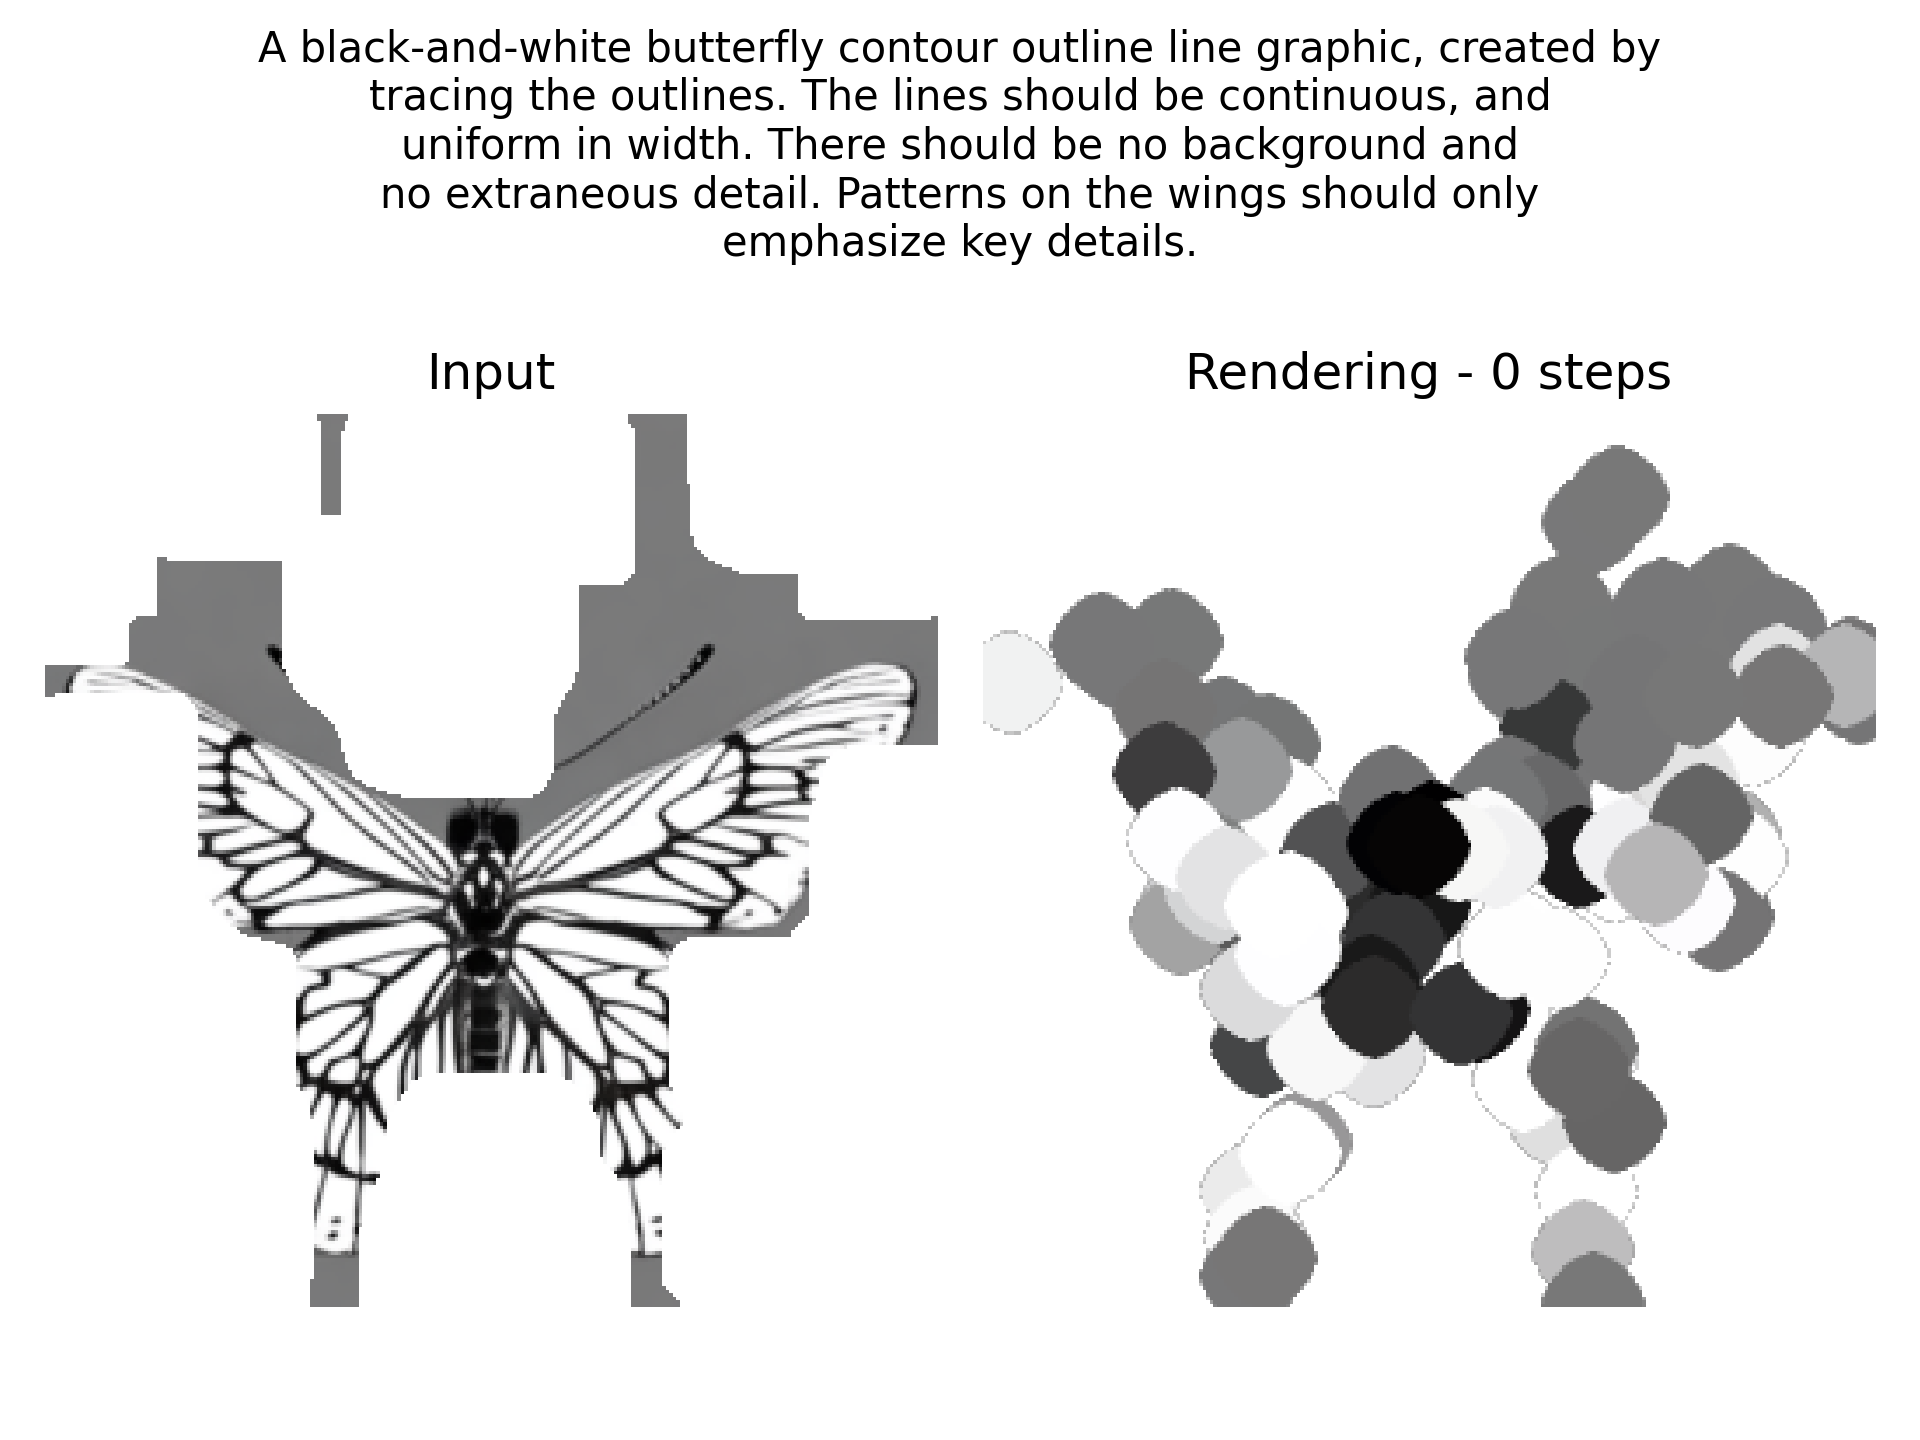 A black-and-white butterfly contour outline line graphic, created by
tracing the outlines. The lines should be continuous, and
uniform in width. There should be no background and
no extraneous detail. Patterns on the wings should only
emphasize key details.
Input
Rendering - 0 steps